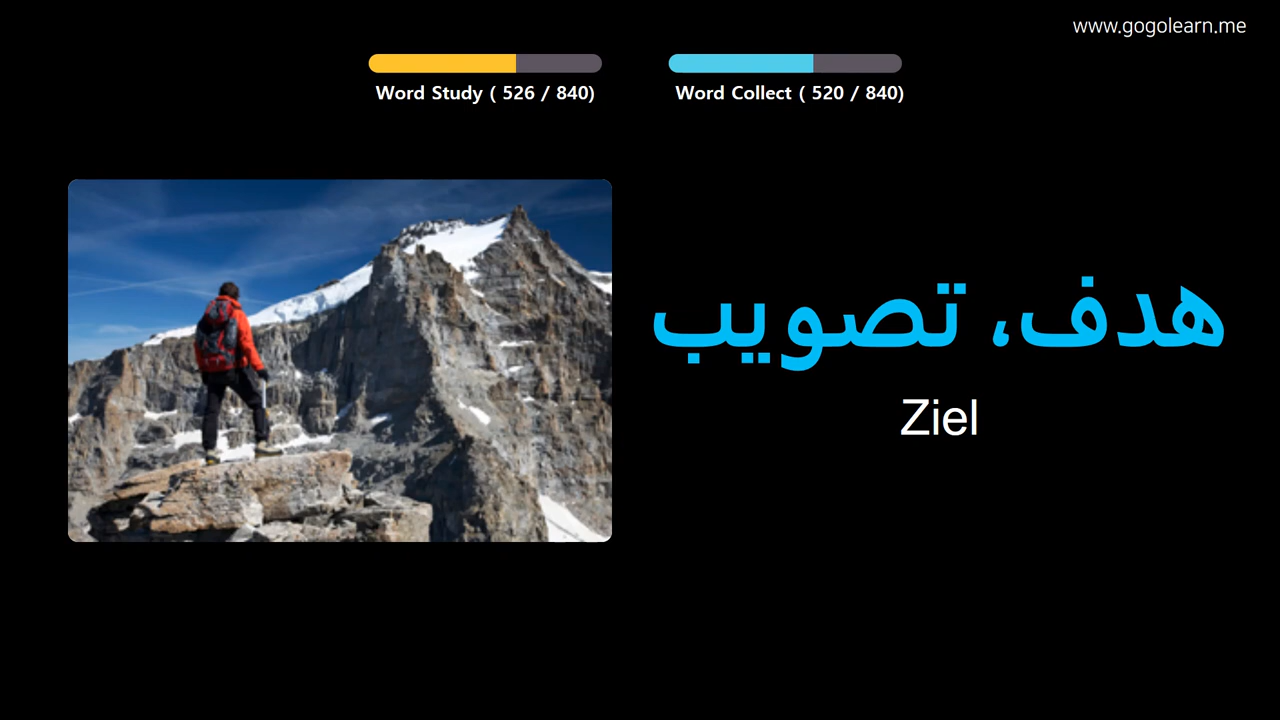 www.gogolearn.me
Word Study ( 526 / 840)
Word Collect ( 520 / 840)
هدف، تصويب
Ziel